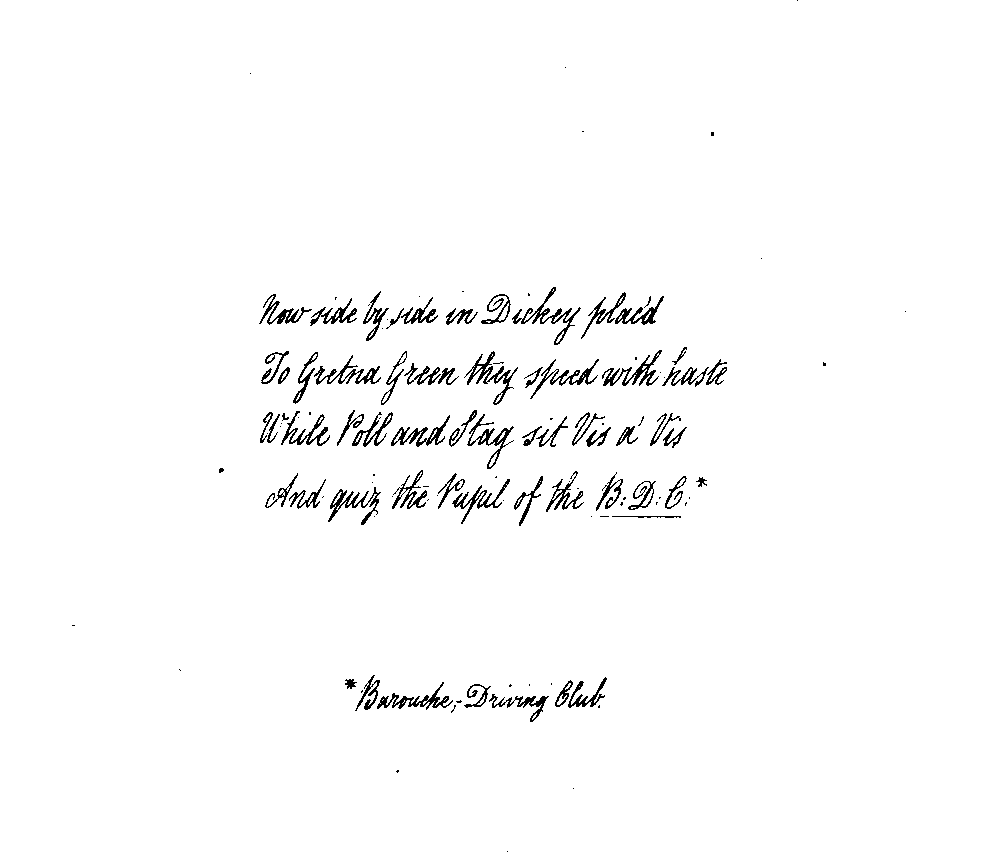 Now side by side in Dickey plac'd
To Gretna Green they speed with haste
While Poll and Stag sit Vis a' Vis
And quiz the Pupil of the B:D:C:*
*Barouche,-Driving Club.